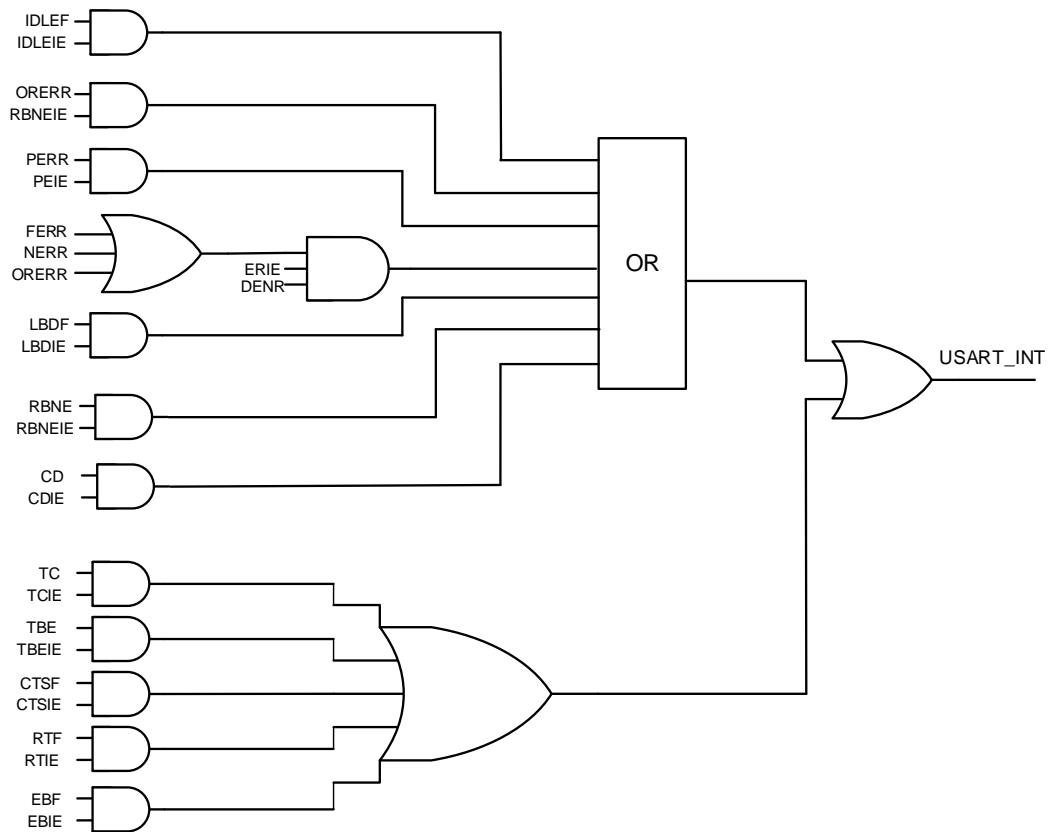 IDLEF
IDLEIE
ORERR
RBNEIE
PERR
PEIE
FERR
NERR
ORERR
ERIE
DENR
LBDF
LBDIE
RBNE
RBNEIE
CD
CDIE
OR
USART_INT
TC
TCIE
TBE
TBEIE
CTSF
CTSIE
RTF
RTIE
EBF
EBIE